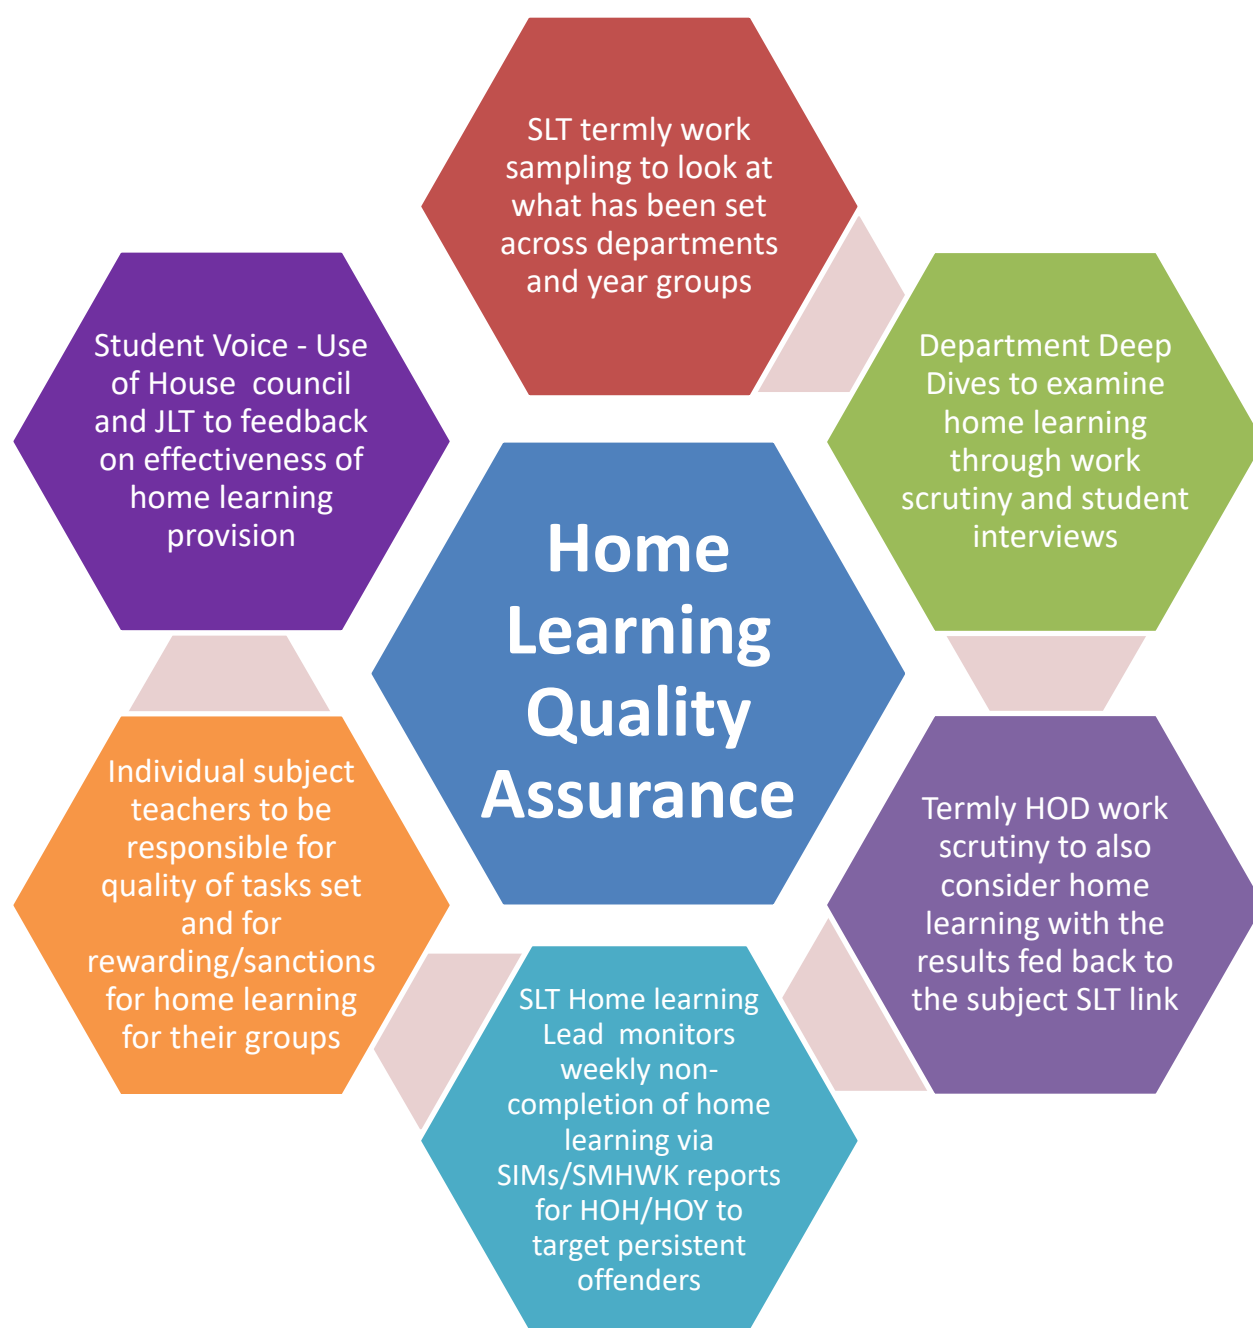 SLT termly work
sampling to look at
what has been set
across departments
and year groups
Department Deep
Dives to examine
home learning
through work
scrutiny and student
interviews
Termly HOD work
scrutiny to also
consider home
learning with the
results fed back to
the subject SLT link
SLT Home learning
Lead  monitors
weekly non-
completion of home
learning via
SIMs/SMHWK reports
for HOH/HOY to
target persistent
offenders
Individual subject
teachers to be
responsible for
quality of tasks set
and for
rewarding/sanctions
for home learning
for their groups
Student Voice - Use
of House  council
and JLT to feedback
on effectiveness of
home learning
provision
Home
Learning
Quality
Assurance